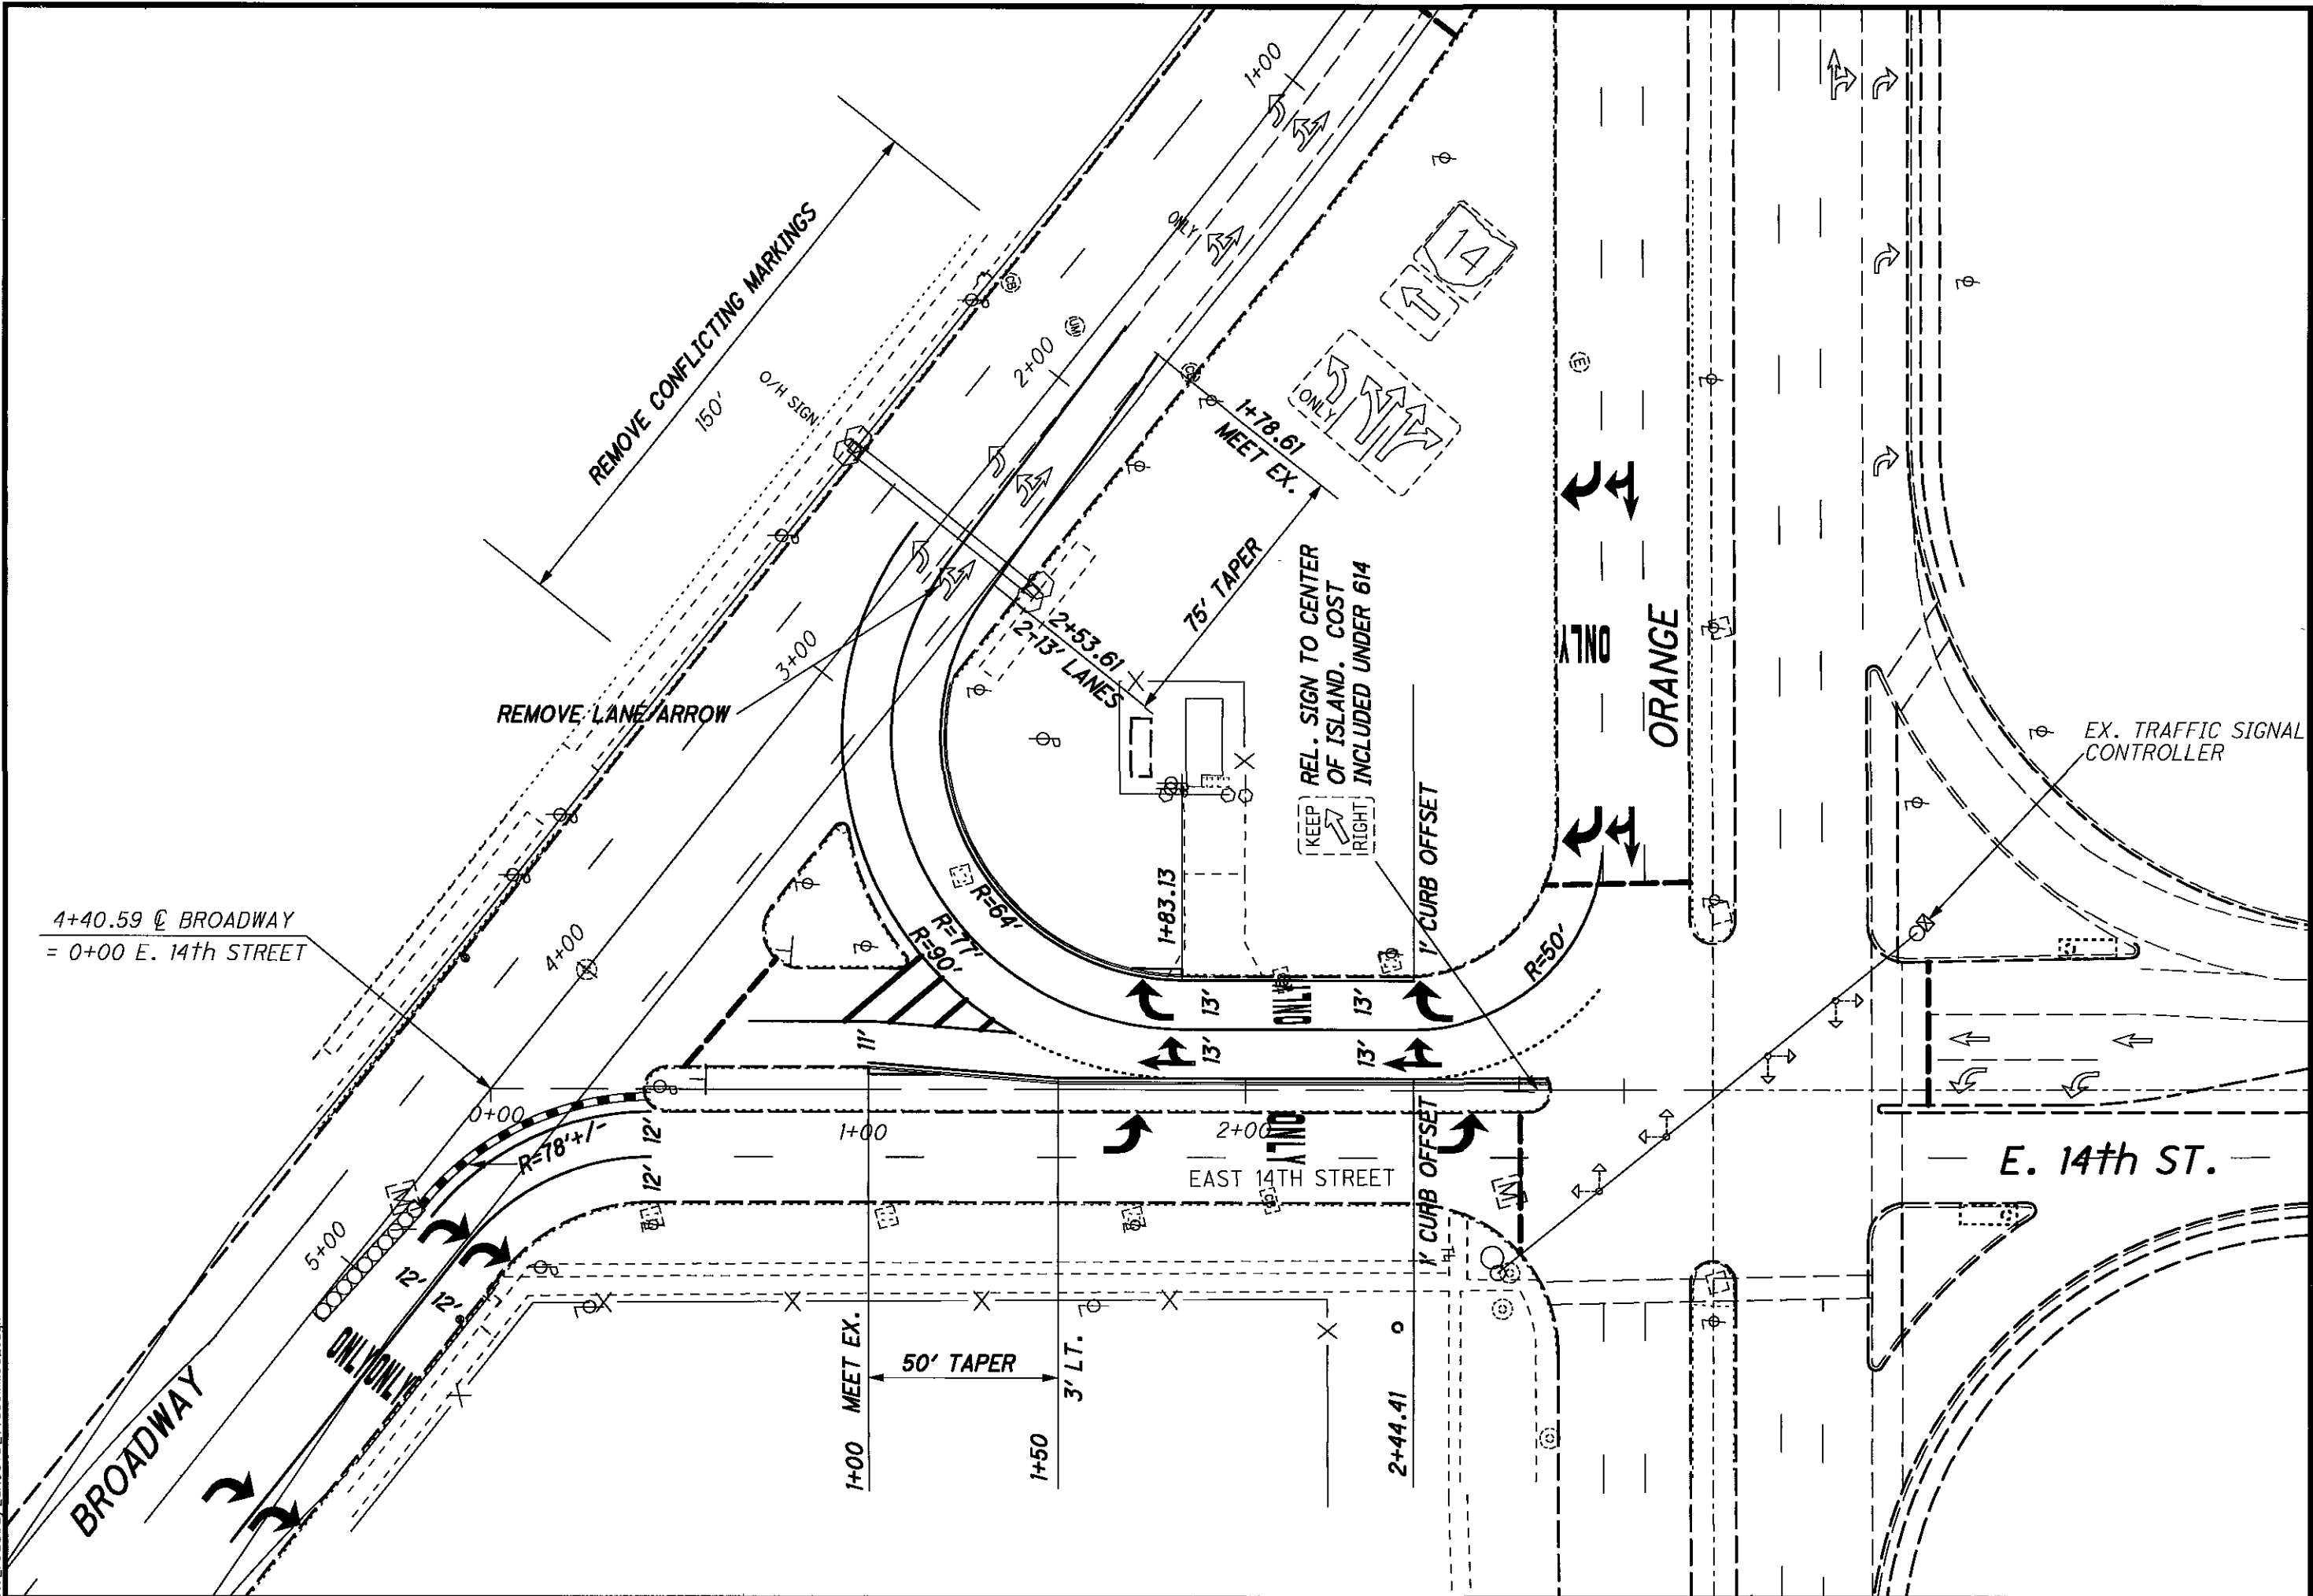 1+00
REMOVE CONFLICTING MARKINGS
150'
O/H SIGN
ONLY
CB
UM
2+00
14
ONLY
1+78.61
MEET EX.
E
75' TAPER
2+53.61
2-13' LANES
3+00
REMOVE LANE ARROW
REL. SIGN TO CENTER
OF ISLAND. COST
INCLUDED UNDER 614
KEEP
RIGHT
ONLY
ORANGE
EX. TRAFFIC SIGNAL
CONTROLLER
1+83.13
1' CURB OFFSET
R=64'
R=77'
R=90'
R=50'
4+40.59 ℄ BROADWAY
= 0+00 E. 14th STREET
4+00
13'
ONLY
13'
11'
13'
13'
0+00
R=78'+/-
12'
12'
1+00
2+00
ONLY
EAST 14TH STREET
1' CURB OFFSET
E. 14th ST.
M
M
5+00
12'
12'
ONLY
ONLY
BROADWAY
1+00 MEET EX.
50' TAPER
1+50
3' LT.
2+44.41